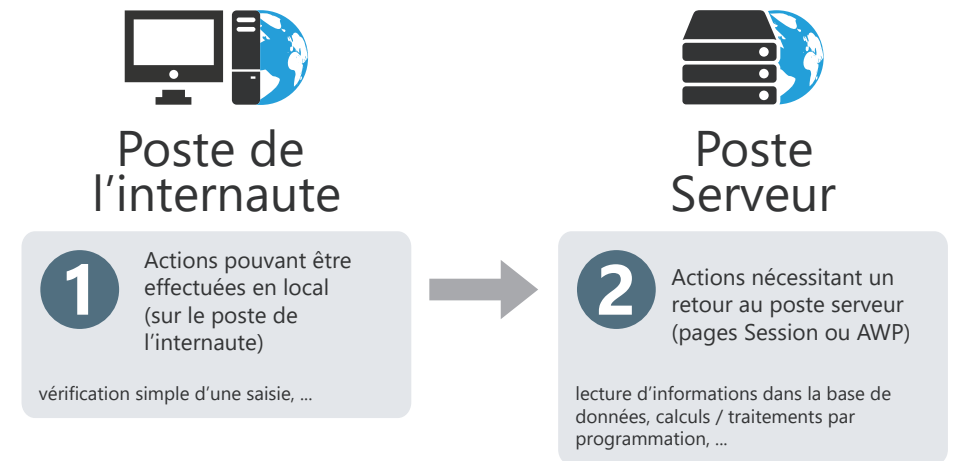 Poste de
l'internaute
Poste
Serveur
1
Actions pouvant être
effectuées en local
(sur le poste de
l'internaute)
vérification simple d'une saisie, ...
2
Actions nécessitant un
retour au poste serveur
(pages Session ou AWP)
lecture d'informations dans la base de
données, calculs / traitements par
programmation, ...